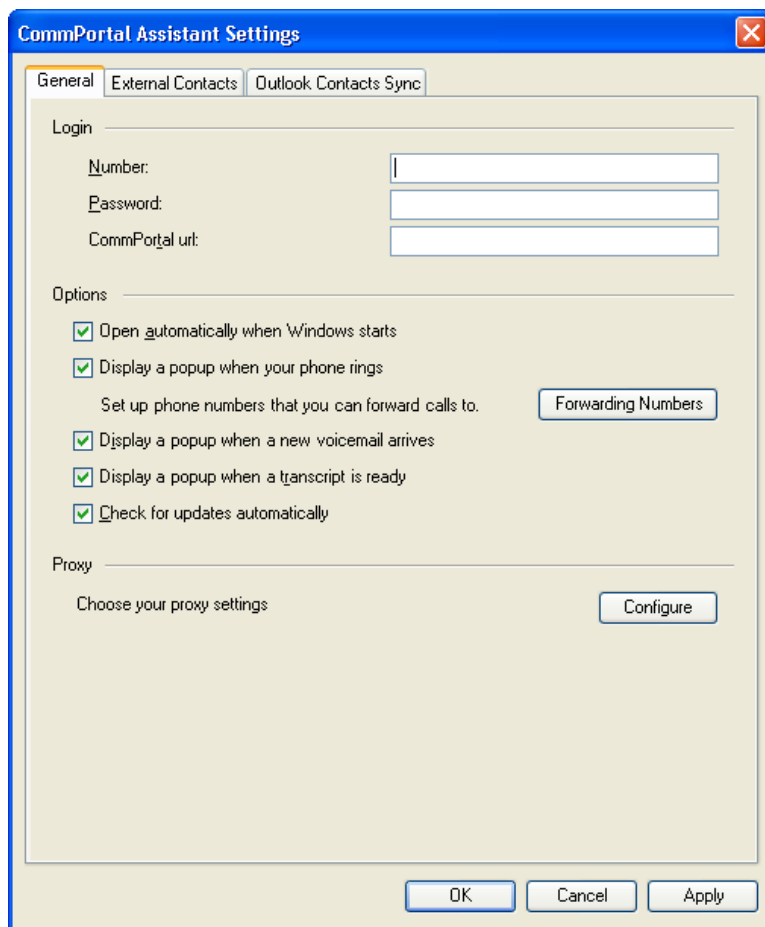 CommPortal Assistant Settings
General External Contacts Outlook Contacts Sync
Login
Number:
Password:
CommPortal url:
Options
Open automatically when Windows starts
Display a popup when your phone rings
Set up phone numbers that you can forward calls to. Forwarding Numbers
Display a popup when a new voicemail arrives
Display a popup when a transcript is ready
Check for updates automatically
Proxy
Choose your proxy settings Configure
OK Cancel Apply